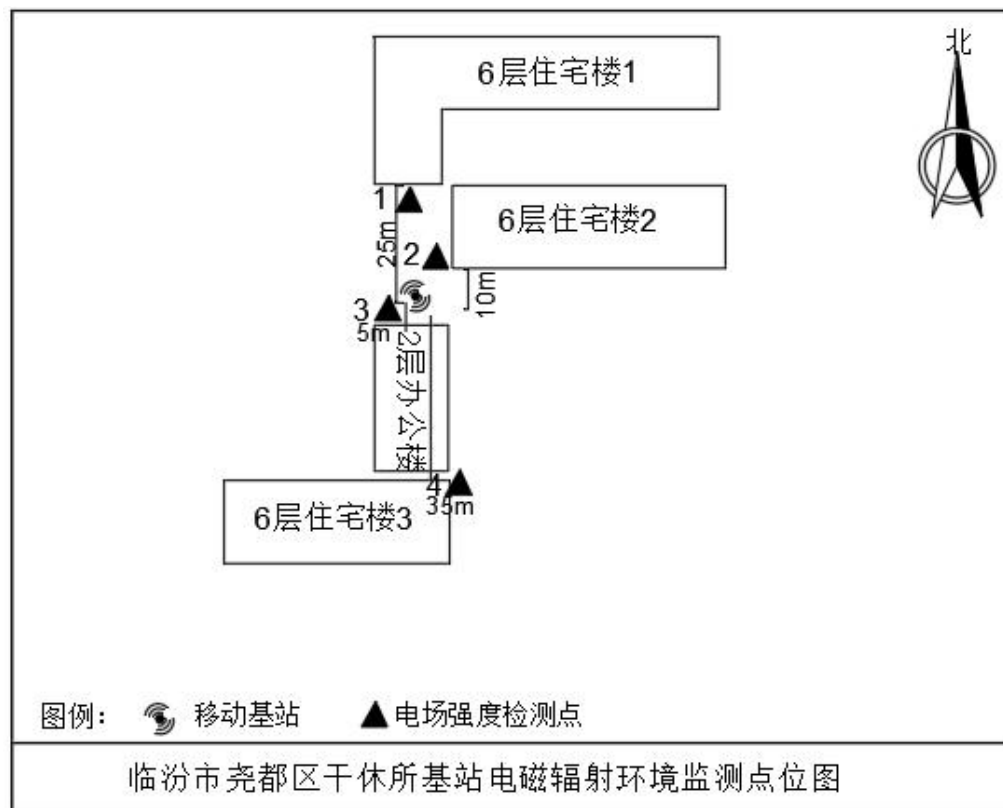 北
6层住宅楼1
1
25m
6层住宅楼2
2
10m
3
5m
2层办公楼
4
35m
6层住宅楼3
图例： 移动基站 电场强度检测点
临汾市尧都区干休所基站电磁辐射环境监测点位图